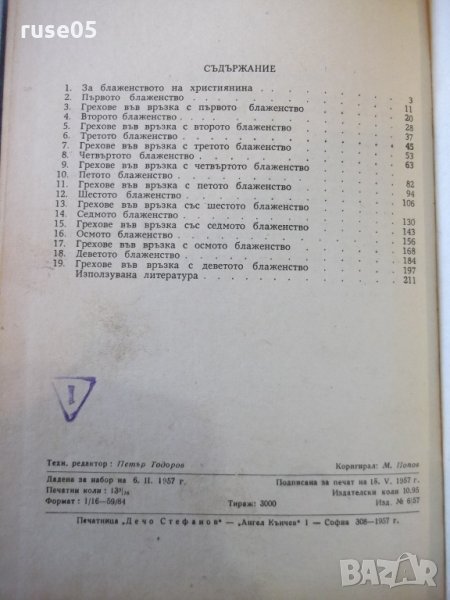 ruse05
СЪДЪРЖАНИЕ
1. За блаженството на християнина
2. Първото блаженство 3
3. Грехове във връзка с първото блаженство 11
4. Второто блаженство 20
5. Грехове във връзка с второто блаженство 28
6. Третото блаженство 37
7. Грехове във връзка с третото блаженство 45
8. Четвъртото блаженство 53
9. Грехове във връзка с четвъртото блаженство 63
10. Петото блаженство
11. Грехове във връзка с петото блаженство 82
12. Шестото блаженство 94
13. Грехове във връзка със шестото блаженство 106
14. Седмото блаженство
15. Грехове във връзка със седмото блаженство 130
16. Осмото блаженство 143
17. Грехове във връзка с осмото блаженство 156
18. Деветото блаженство 168
19. Грехове във връзка с деветото блаженство 184
Използувана литература 197
211
I
Техн. редактор: Петър Тодоров Коригирал: М. Попов
Дадена за набор на 6. II. 1957 г. Подписана за печат на 18. V. 1957 г.
Печатни коли: Издателски коли 10.95
Формат: 1/16—59/84 Тираж: 3000 Изд. № 6/57
Печатница „Дечо Стефанов“ — „Ангел Кънчев“ 1 — София 308—1957 г.
bazar.bg